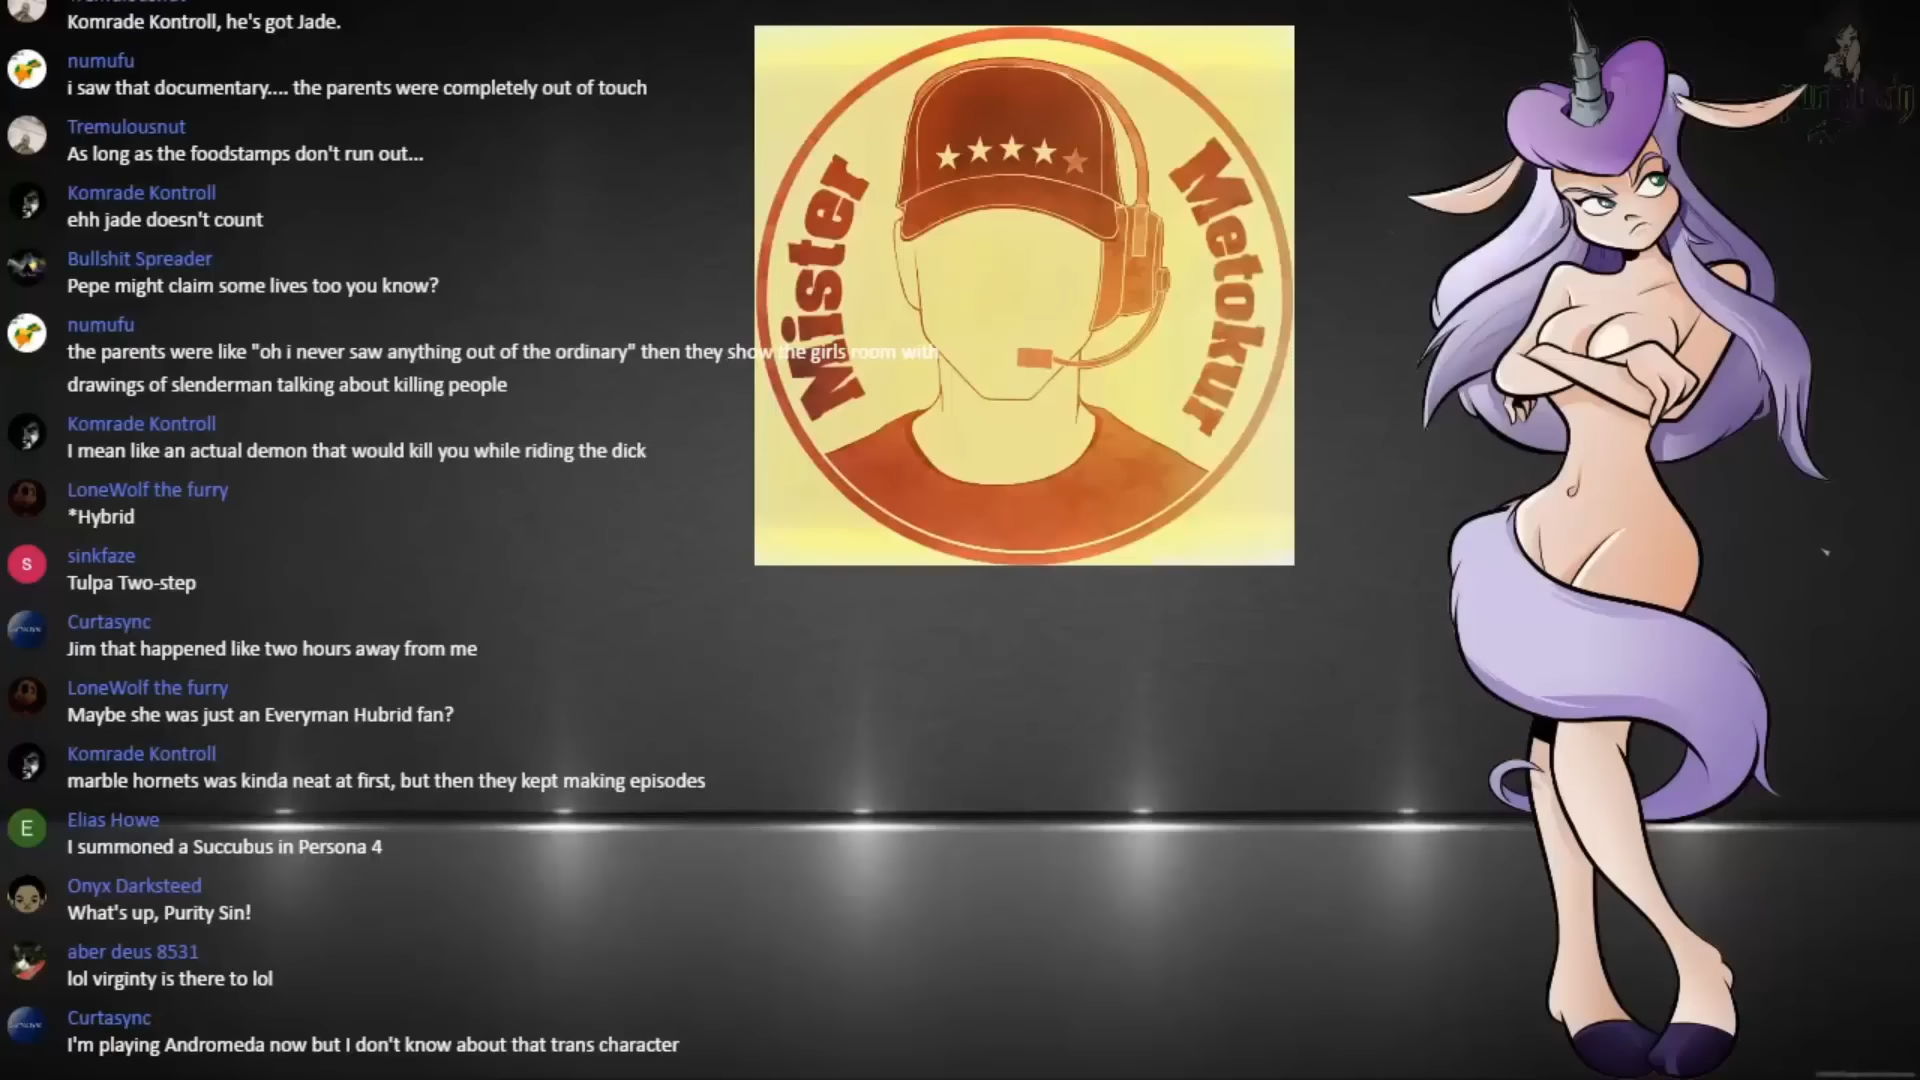 Komrade Kontroll, he's got Jade.
numufu
i saw that documentary.... the parents were completely out of touch
Tremulousnut
As long as the foodstamps don't run out...
Komrade Kontroll
ehh jade doesn't count
Bullshit Spreader
Pepe might claim some lives too you know?
numufu
the parents were like "oh i never saw anything out of the ordinary" then they show the girls room with
drawings of slenderman talking about killing people
Komrade Kontroll
I mean like an actual demon that would kill you while riding the dick
LoneWolf the furry
*Hybrid
S
sinkfaze
Tulpa Two-step
Curtasync
Jim that happened like two hours away from me
LoneWolf the furry
Maybe she was just an Everyman Hubrid fan?
Komrade Kontroll
marble hornets was kinda neat at first, but then they kept making episodes
E
Elias Howe
I summoned a Succubus in Persona 4
Onyx Darksteed
What's up, Purity Sin!
aber deus 8531
lol virginty is there to lol
Curtasync
I'm playing Andromeda now but I don't know about that trans character
Mister
Metokur